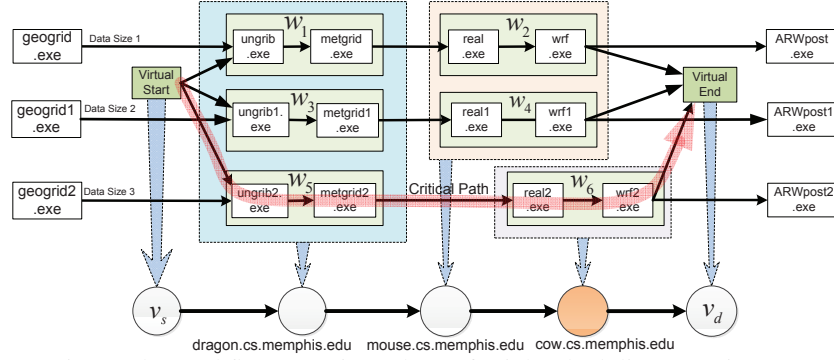 geogrid
.exe
Data Size 1
ungrib
.exe
w1
metgrid
.exe
real
.exe
w2
wrf
.exe
ARWpost
.exe
Virtual
Start
Virtual
End
geogrid1
.exe
Data Size 2
ungrib1.
exe
w3
metgrid1
.exe
real1
.exe
w4
wrf1
.exe
ARWpost1
.exe
geogrid2
.exe
Data Size 3
ungrib2.
exe
w5
metgrid2
.exe
Critical Path
real2
.exe
w6
wrf2
.exe
ARWpost2
.exe
vs
vd
dragon.cs.memphis.edu
mouse.cs.memphis.edu
cow.cs.memphis.edu